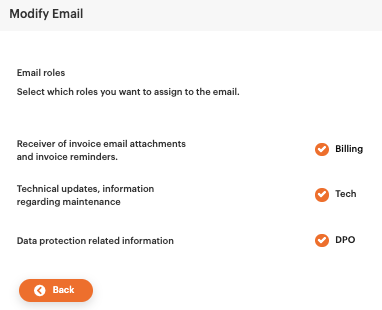 Modify Email
Email roles
Select which roles you want to assign to the email.
Receiver of invoice email attachments
and invoice reminders.
Billing
Technical updates, information
regarding maintenance
Tech
Data protection related information
DPO
Back